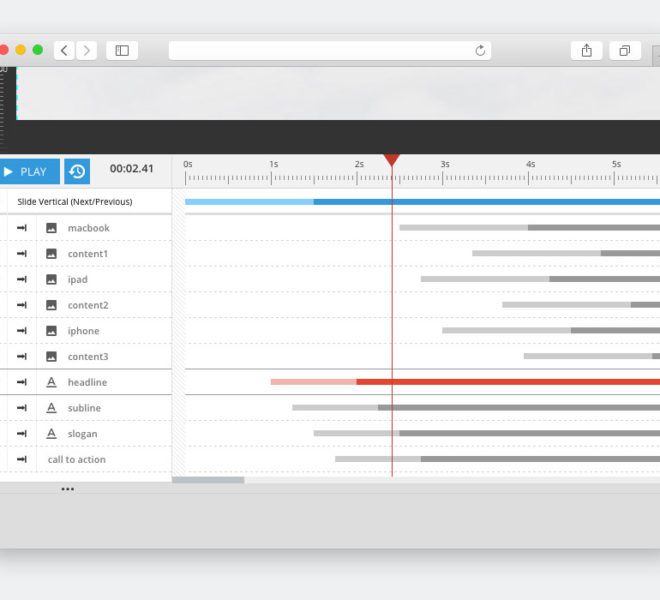 PLAY
00:02.41
0s 1s 2s 3s 4s 5s
Slide Vertical (Next/Previous)
macbook
content1
ipad
content2
iphone
content3
headline
subline
slogan
call to action